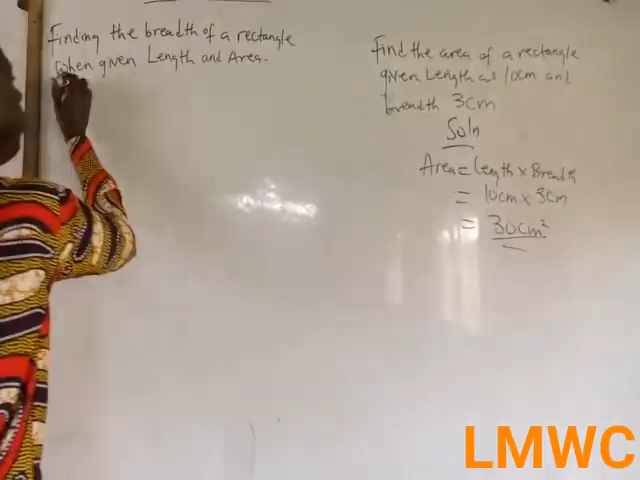 Finding the breadth of a rectangle
When given Length and Area.
Find the area of a rectangle
given Length as 10cm and
breadth 3cm
Soln
Area = Length × Breadth
= 10cm × 3cm
= 30cm²
LMWC